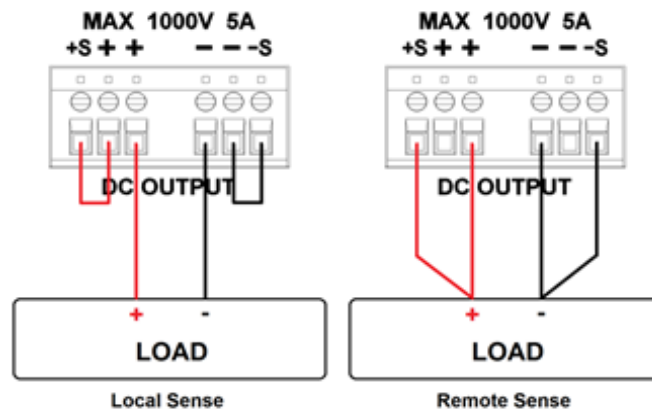 MAX 1000V 5A
+S + + − − −S
DC OUTPUT
+ -
LOAD
Local Sense
MAX 1000V 5A
+S + + − − −S
DC OUTPUT
+ -
LOAD
Remote Sense